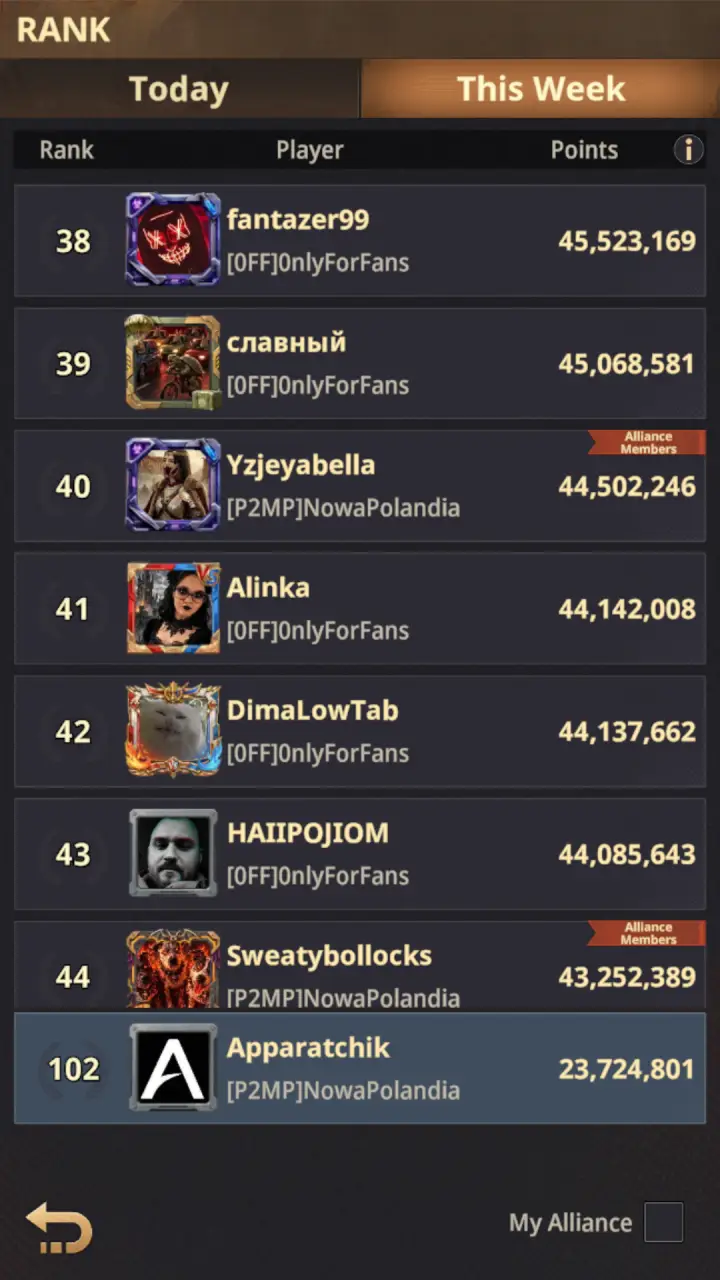 RANK
Today
This Week
Rank
Player
Points
i
38
fantazer99
[0FF]0nlyForFans
45,523,169
39
славный
[0FF]0nlyForFans
45,068,581
Alliance
Members
40
Yzjeyabella
[P2MP]NowaPolandia
44,502,246
41
Alinka
[0FF]0nlyForFans
44,142,008
42
DimaLowTab
[0FF]0nlyForFans
44,137,662
43
HAIIPOJIOM
[0FF]0nlyForFans
44,085,643
Alliance
Members
44
Sweatybollocks
[P2MP]NowaPolandia
43,252,389
102
Apparatchik
[P2MP]NowaPolandia
23,724,801
My Alliance